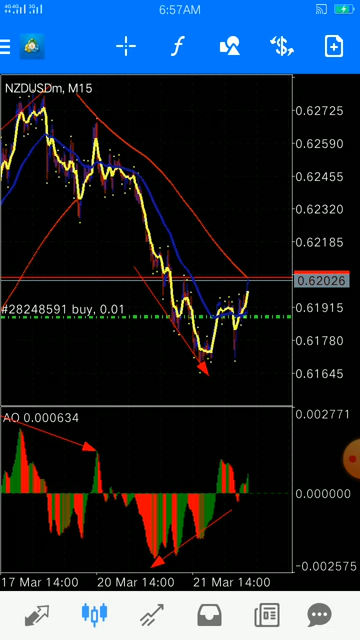 6:57AM
NZDUSDm, M15
0.62725
0.62590
0.62455
0.62320
0.62185
0.62026
#28248591 buy, 0.01
0.61915
0.61780
0.61645
AO 0.000634
0.002771
0.000000
-0.002575
17 Mar 14:00 20 Mar 14:00 21 Mar 14:00